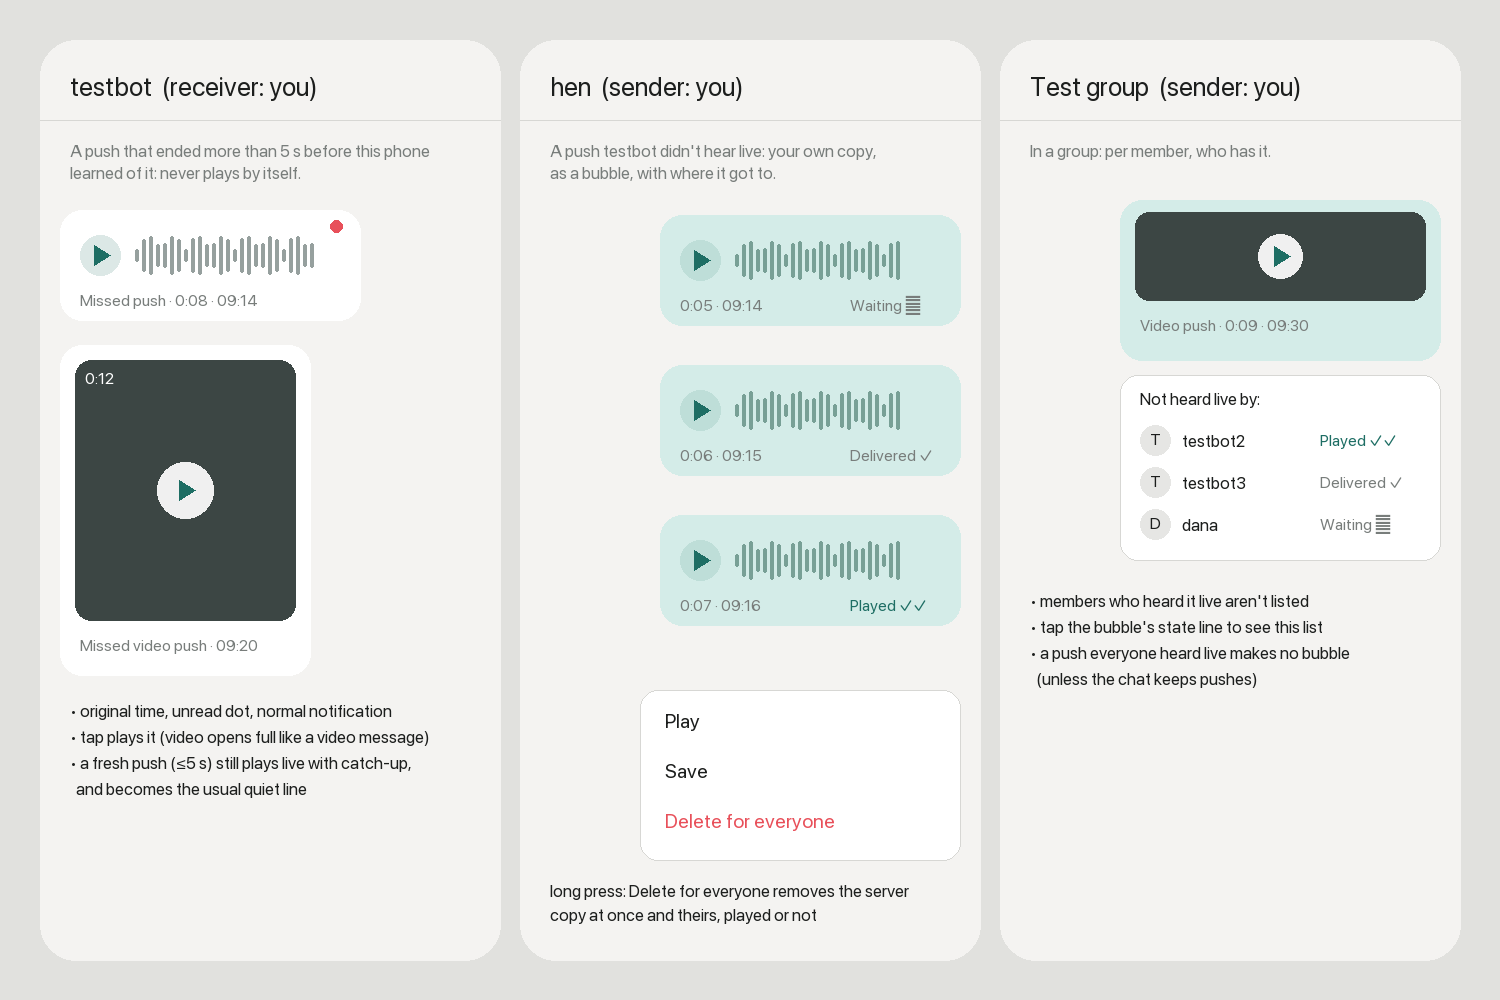 testbot (receiver: you)
A push that ended more than 5 s before this phone
learned of it: never plays by itself.
Missed push · 0:08 · 09:14
0:12
Missed video push · 09:20
• original time, unread dot, normal notification
• tap plays it (video opens full like a video message)
• a fresh push (≤5 s) still plays live with catch-up,
and becomes the usual quiet line
hen (sender: you)
A push testbot didn't hear live: your own copy,
as a bubble, with where it got to.
0:05 · 09:14 Waiting
0:06 · 09:15 Delivered ✓
0:07 · 09:16 Played ✓✓
Play
Save
Delete for everyone
long press: Delete for everyone removes the server
copy at once and theirs, played or not
Test group (sender: you)
In a group: per member, who has it.
Video push · 0:09 · 09:30
Not heard live by:
T testbot2 Played ✓✓
T testbot3 Delivered ✓
D dana Waiting
• members who heard it live aren't listed
• tap the bubble's state line to see this list
• a push everyone heard live makes no bubble
(unless the chat keeps pushes)